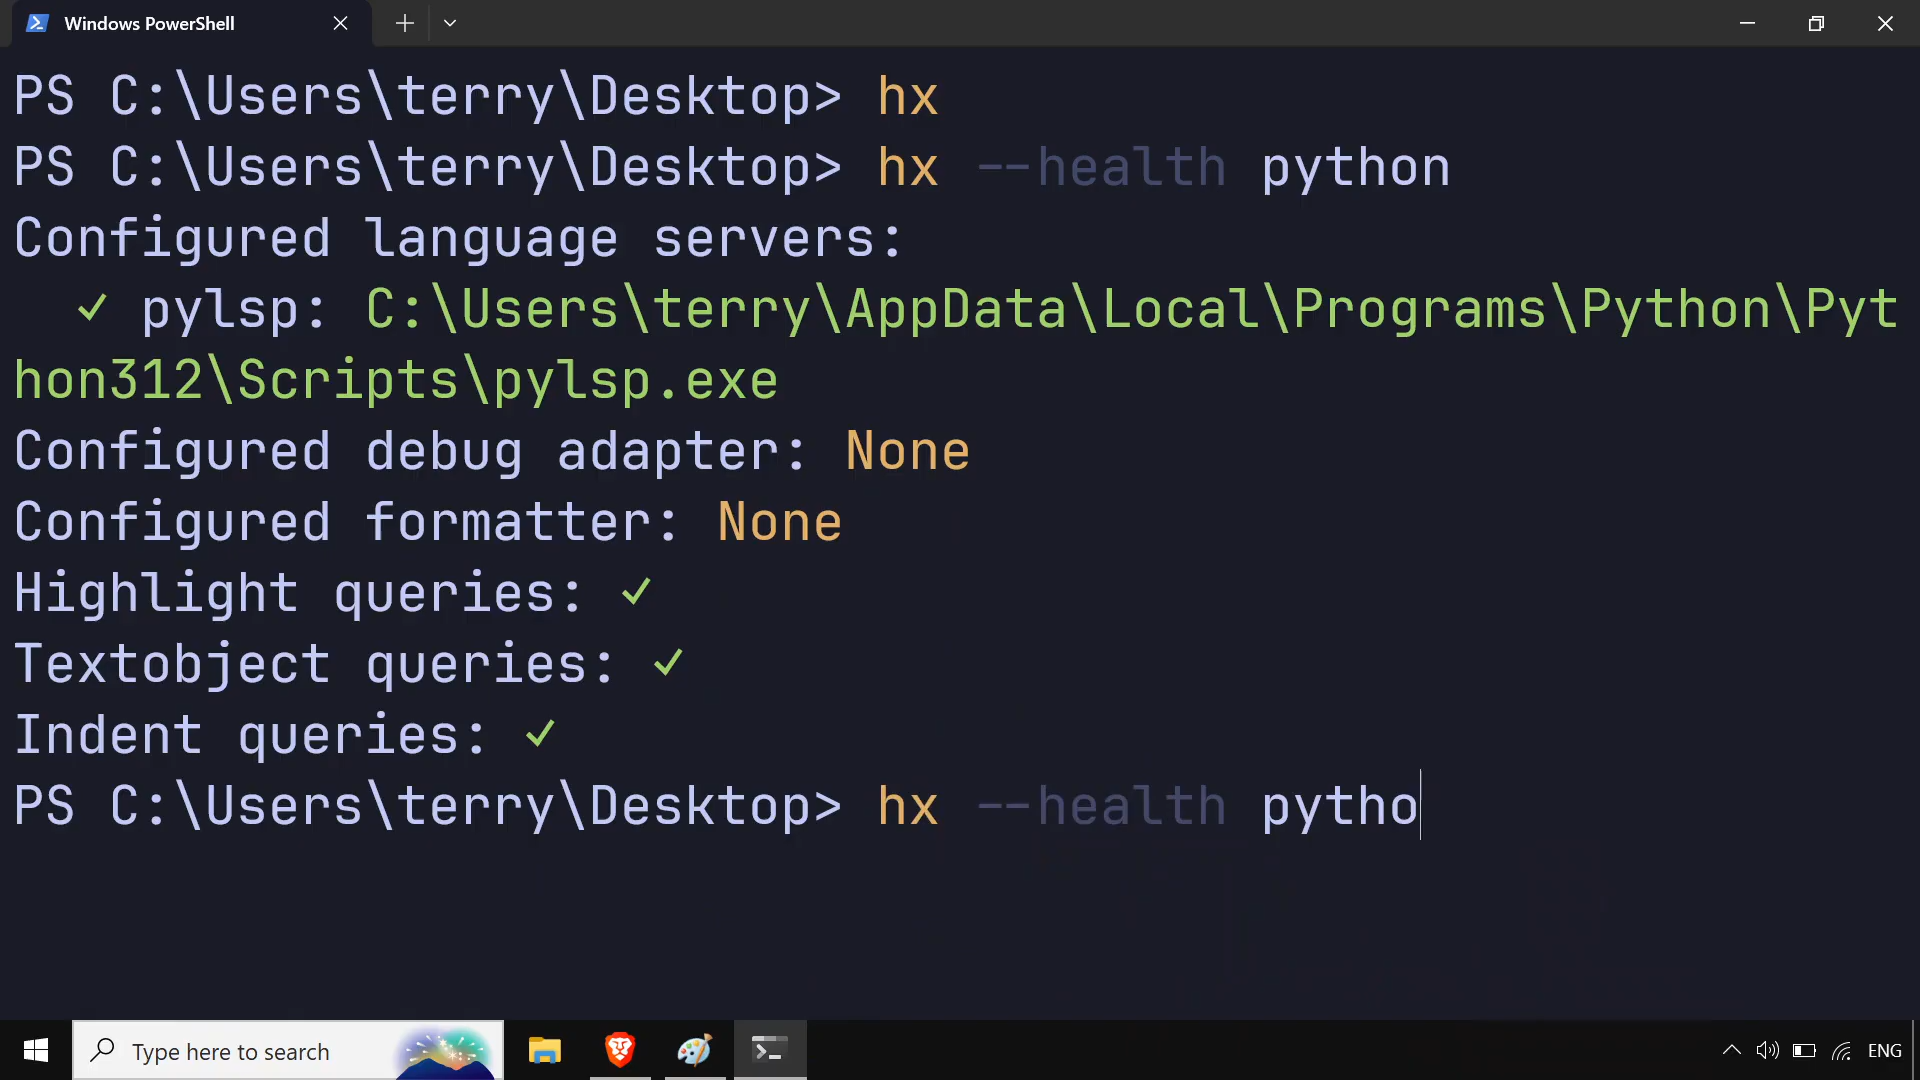 Windows PowerShell
PS C:\Users\terry\Desktop> hx
PS C:\Users\terry\Desktop> hx --health python
Configured language servers:
✓ pylsp: C:\Users\terry\AppData\Local\Programs\Python\Pyt
hon312\Scripts\pylsp.exe
Configured debug adapter: None
Configured formatter: None
Highlight queries: ✓
Textobject queries: ✓
Indent queries: ✓
PS C:\Users\terry\Desktop> hx --health pytho
Type here to search
ENG